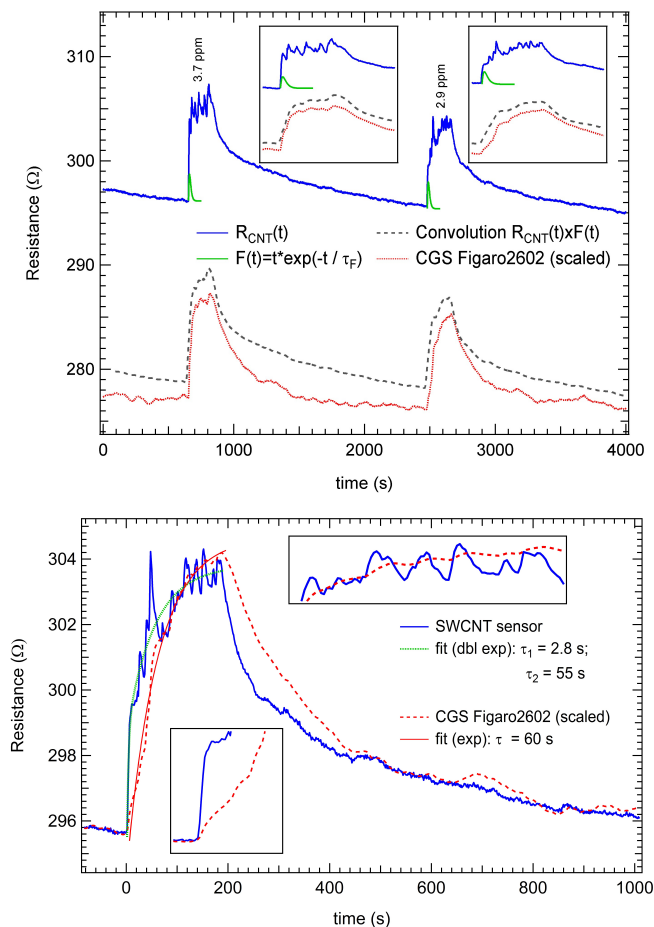 310
300
290
280
Resistance (Ω)
3.7 ppm
2.9 ppm
R_CNT(t)
Convolution R_CNT(t)xF(t)
F(t)=t*exp(-t / τ_F)
CGS Figaro2602 (scaled)
0
1000
2000
3000
4000
time (s)
304
302
300
298
296
Resistance (Ω)
SWCNT sensor
fit (dbl exp): τ₁ = 2.8 s;
τ₂ = 55 s
CGS Figaro2602 (scaled)
fit (exp): τ = 60 s
0
200
400
600
800
1000
time (s)